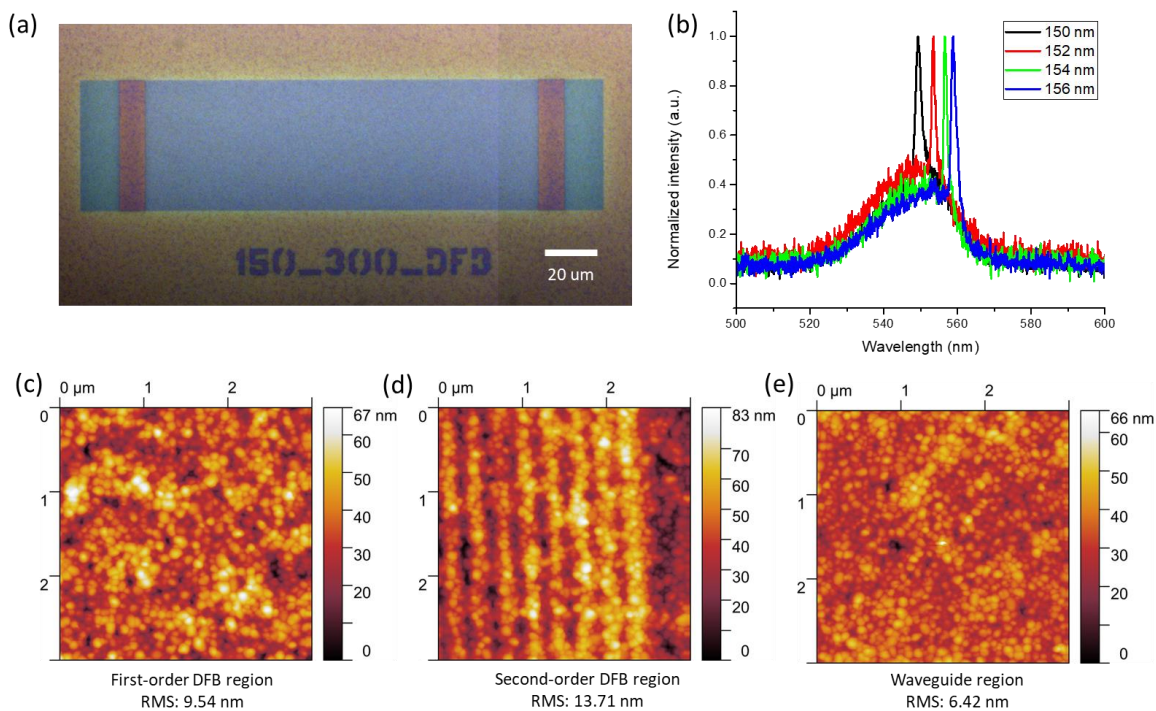 (a)
150_300_DFB
20 um
(b)
Normalized intensity (a.u.)
1.0
0.8
0.6
0.4
0.2
0.0
150 nm
152 nm
154 nm
156 nm
500 520 540 560 580 600
Wavelength (nm)
(c)
0 µm 1 2
0
1
2
67 nm
60
50
40
30
20
10
0
First-order DFB region
RMS: 9.54 nm
(d)
0 µm 1 2
0
1
2
83 nm
70
60
50
40
30
20
0
Second-order DFB region
RMS: 13.71 nm
(e)
0 µm 1 2
0
1
2
66 nm
60
50
40
30
20
0
Waveguide region
RMS: 6.42 nm